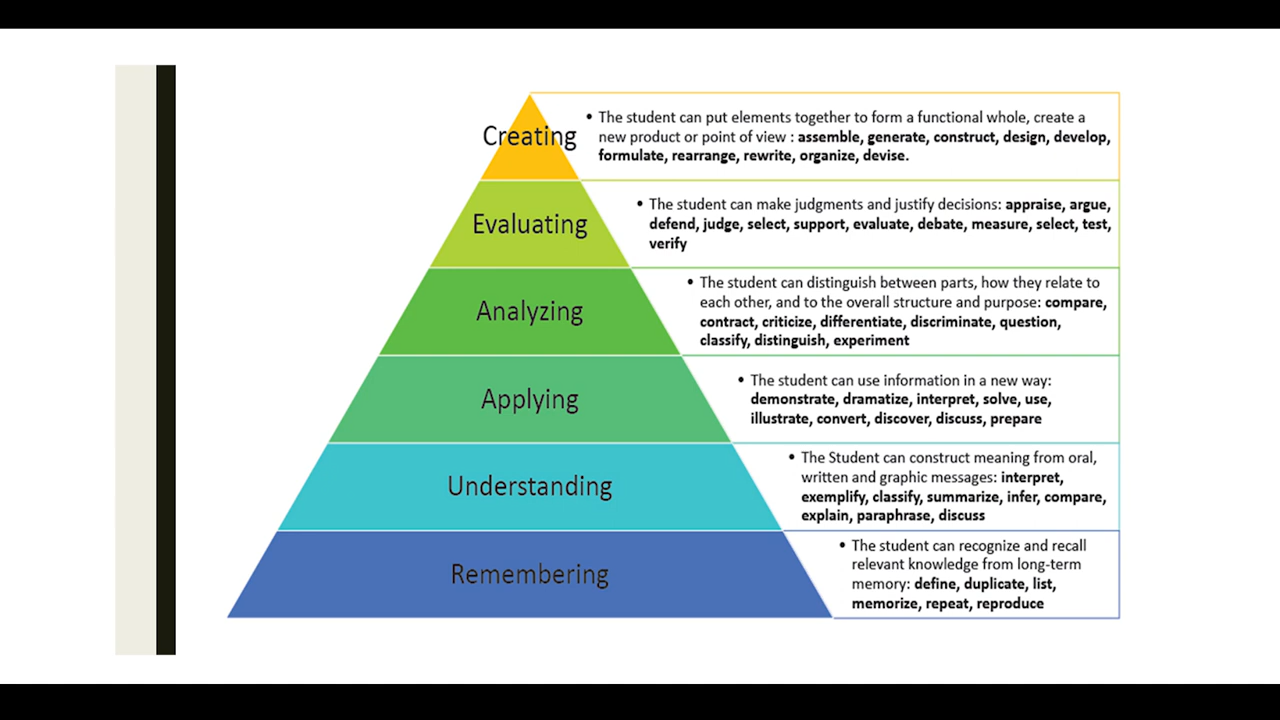 Creating
• The student can put elements together to form a functional whole, create a
new product or point of view : assemble, generate, construct, design, develop,
formulate, rearrange, rewrite, organize, devise.
Evaluating
• The student can make judgments and justify decisions: appraise, argue,
defend, judge, select, support, evaluate, debate, measure, select, test,
verify
Analyzing
• The student can distinguish between parts, how they relate to
each other, and to the overall structure and purpose: compare,
contract, criticize, differentiate, discriminate, question,
classify, distinguish, experiment
Applying
• The student can use information in a new way:
demonstrate, dramatize, interpret, solve, use,
illustrate, convert, discover, discuss, prepare
Understanding
• The Student can construct meaning from oral,
written and graphic messages: interpret,
exemplify, classify, summarize, infer, compare,
explain, paraphrase, discuss
Remembering
• The student can recognize and recall
relevant knowledge from long-term
memory: define, duplicate, list,
memorize, repeat, reproduce